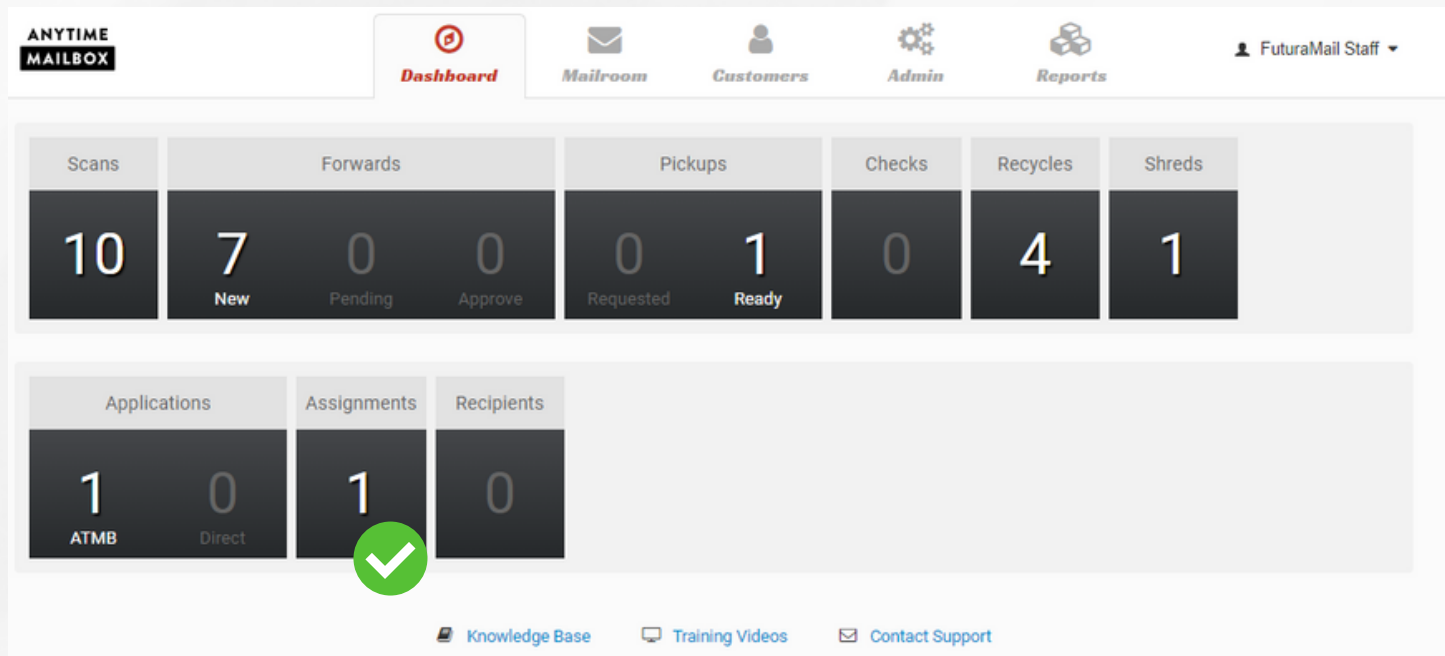 ANYTIME
MAILBOX
Dashboard
Mailroom
Customers
Admin
Reports
FuturaMail Staff
Scans
Forwards
Pickups
Checks
Recycles
Shreds
10
7
0
0
0
1
0
4
1
New
Pending
Approve
Requested
Ready
Applications
Assignments
Recipients
1
0
1
0
ATMB
Direct
Knowledge Base
Training Videos
Contact Support